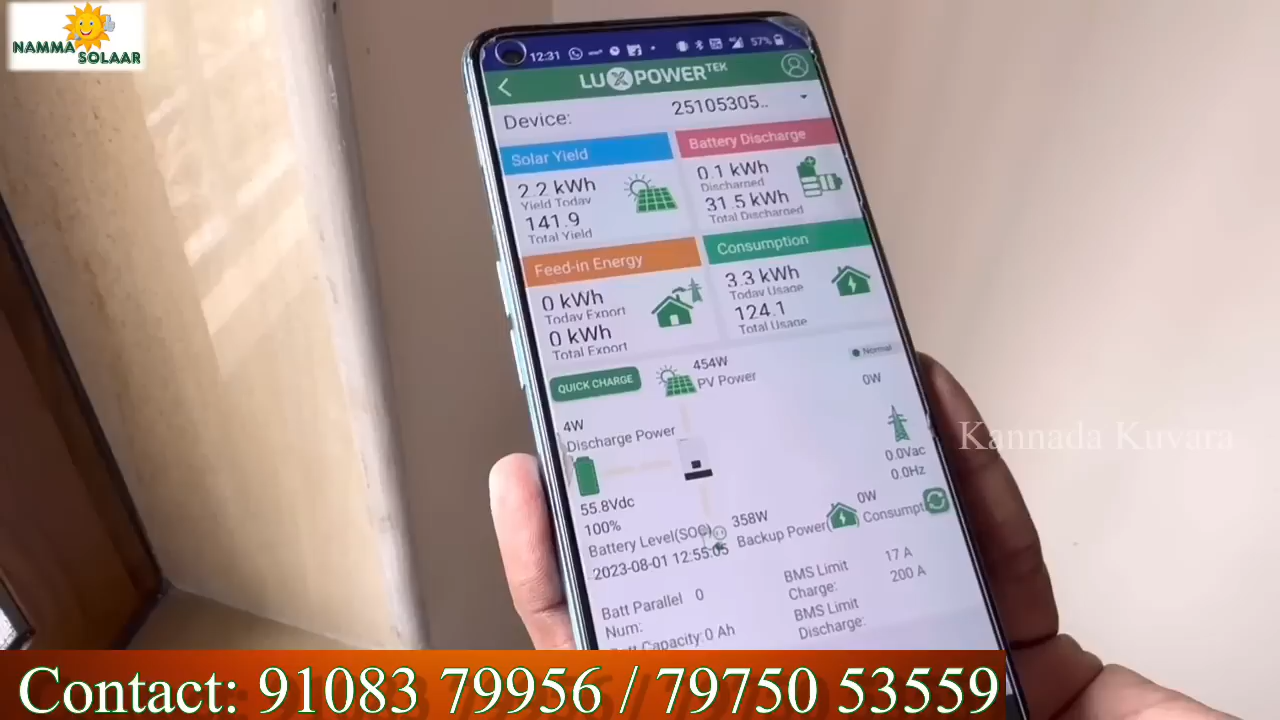 NAMMA
SOLAAR
12:31
57%
LUXPOWERTEK
Device:
25105305..
Solar Yield
2.2 kWh
Yield Today
141.9
Total Yield
Battery Discharge
0.1 kWh
Discharged
31.5 kWh
Total Discharged
Feed-in Energy
0 kWh
Today Export
0 kWh
Total Export
Consumption
3.3 kWh
Today Usage
124.1
Total Usage
QUICK CHARGE
454W
PV Power
Normal
0W
4W
Discharge Power
0.0Vac
0.0Hz
55.8Vdc
100%
Battery Level(SOC)
2023-08-01 12:55:05
358W
Backup Power(
0W
Consumpt
Batt Parallel 0
Num:
Batt Capacity:0 Ah
BMS Limit 17 A
Charge: 200 A
BMS Limit
Discharge:
Kannada Kuvara
Contact: 91083 79956 / 79750 53559